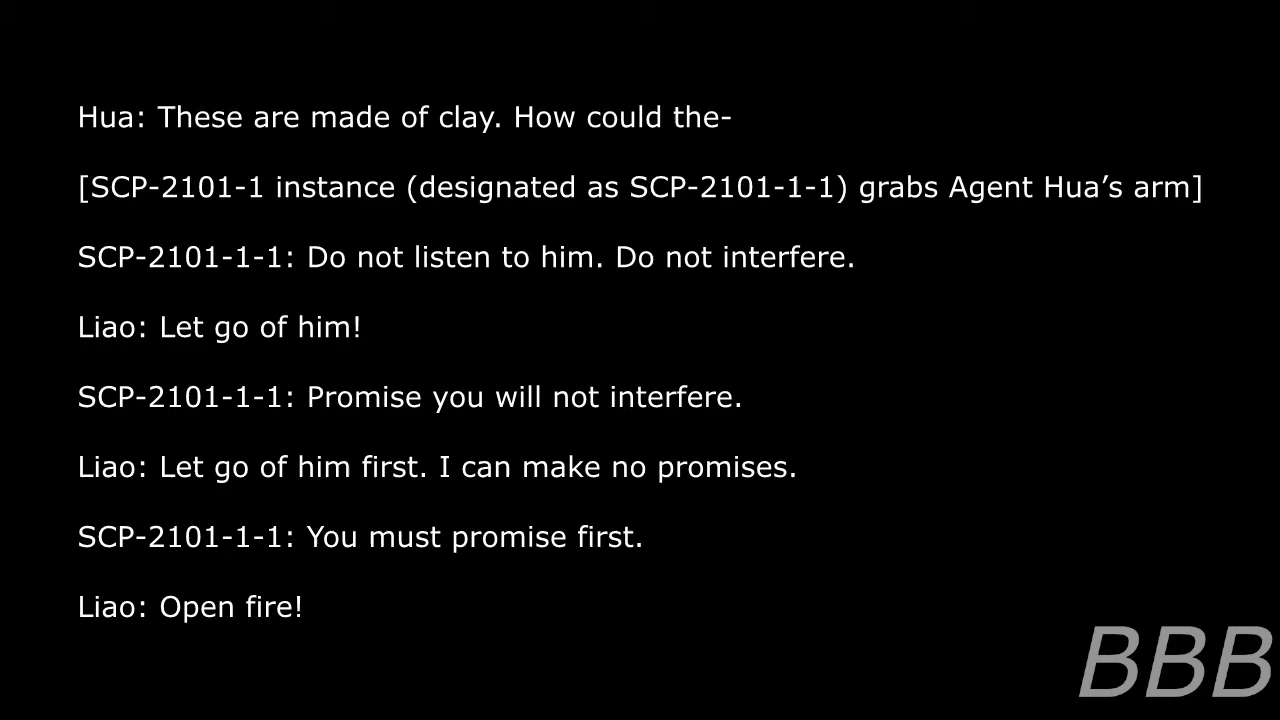 Hua: These are made of clay. How could the-
[SCP-2101-1 instance (designated as SCP-2101-1-1) grabs Agent Hua’s arm]
SCP-2101-1-1: Do not listen to him. Do not interfere.
Liao: Let go of him!
SCP-2101-1-1: Promise you will not interfere.
Liao: Let go of him first. I can make no promises.
SCP-2101-1-1: You must promise first.
Liao: Open fire!
BBB